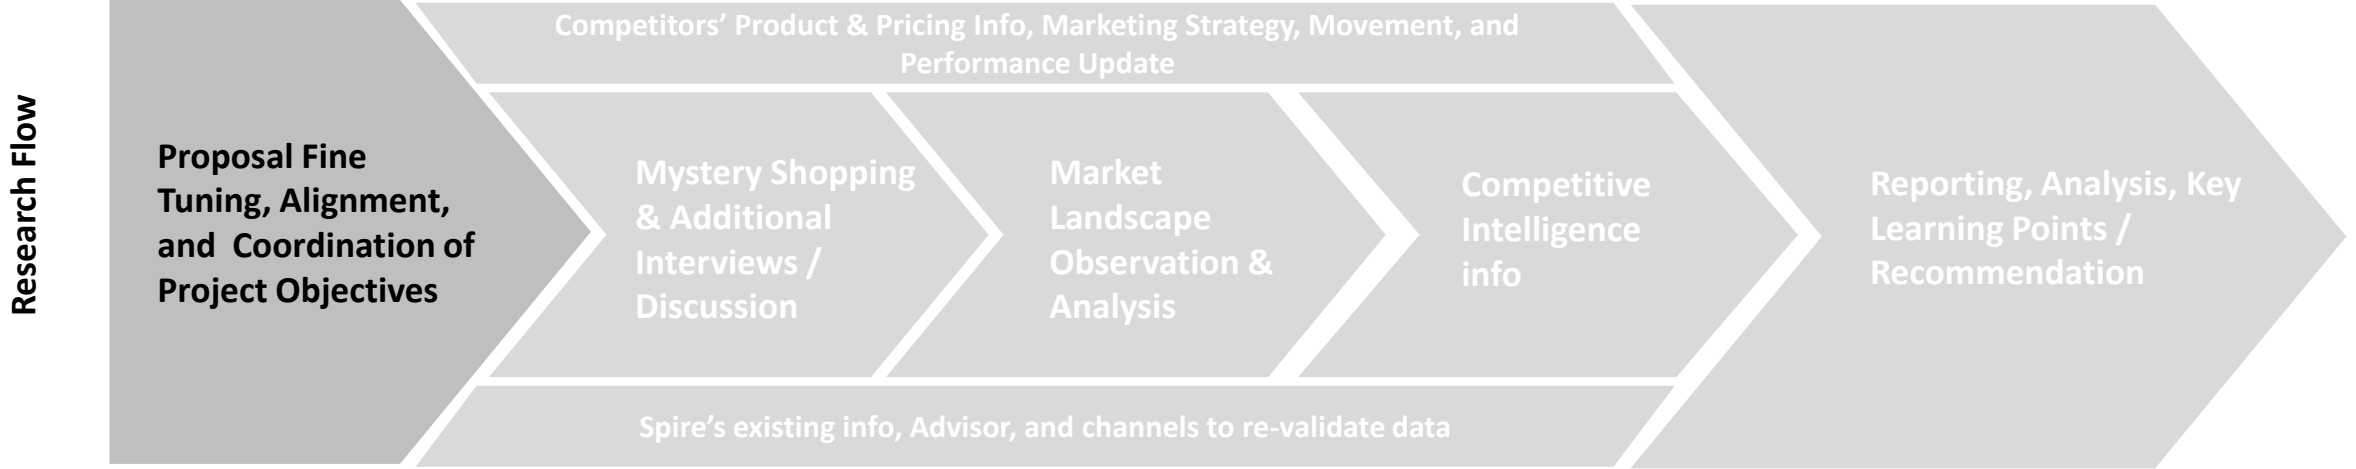 Research Flow
Proposal Fine
Tuning, Alignment,
and  Coordination of
Project Objectives
Competitors’ Product & Pricing Info, Marketing Strategy, Movement, and
Performance Update
Mystery Shopping
& Additional
Interviews /
Discussion
Market
Landscape
Observation &
Analysis
Competitive
Intelligence
info
Spire’s existing info, Advisor, and channels to re-validate data
Reporting, Analysis, Key
Learning Points /
Recommendation